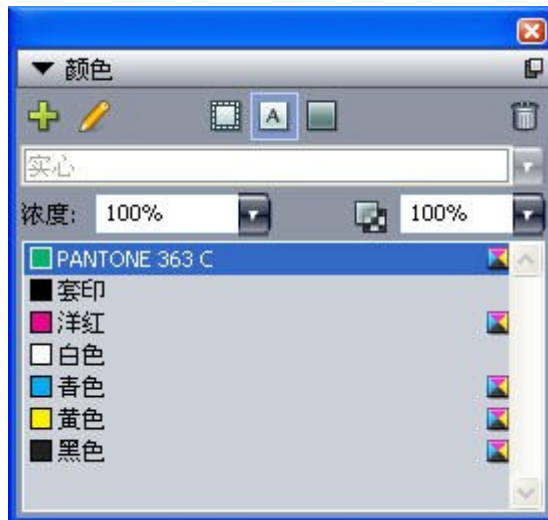 颜色
A
实心
浓度: 100% 100%
PANTONE 363 C
套印
洋红
白色
青色
黄色
黑色